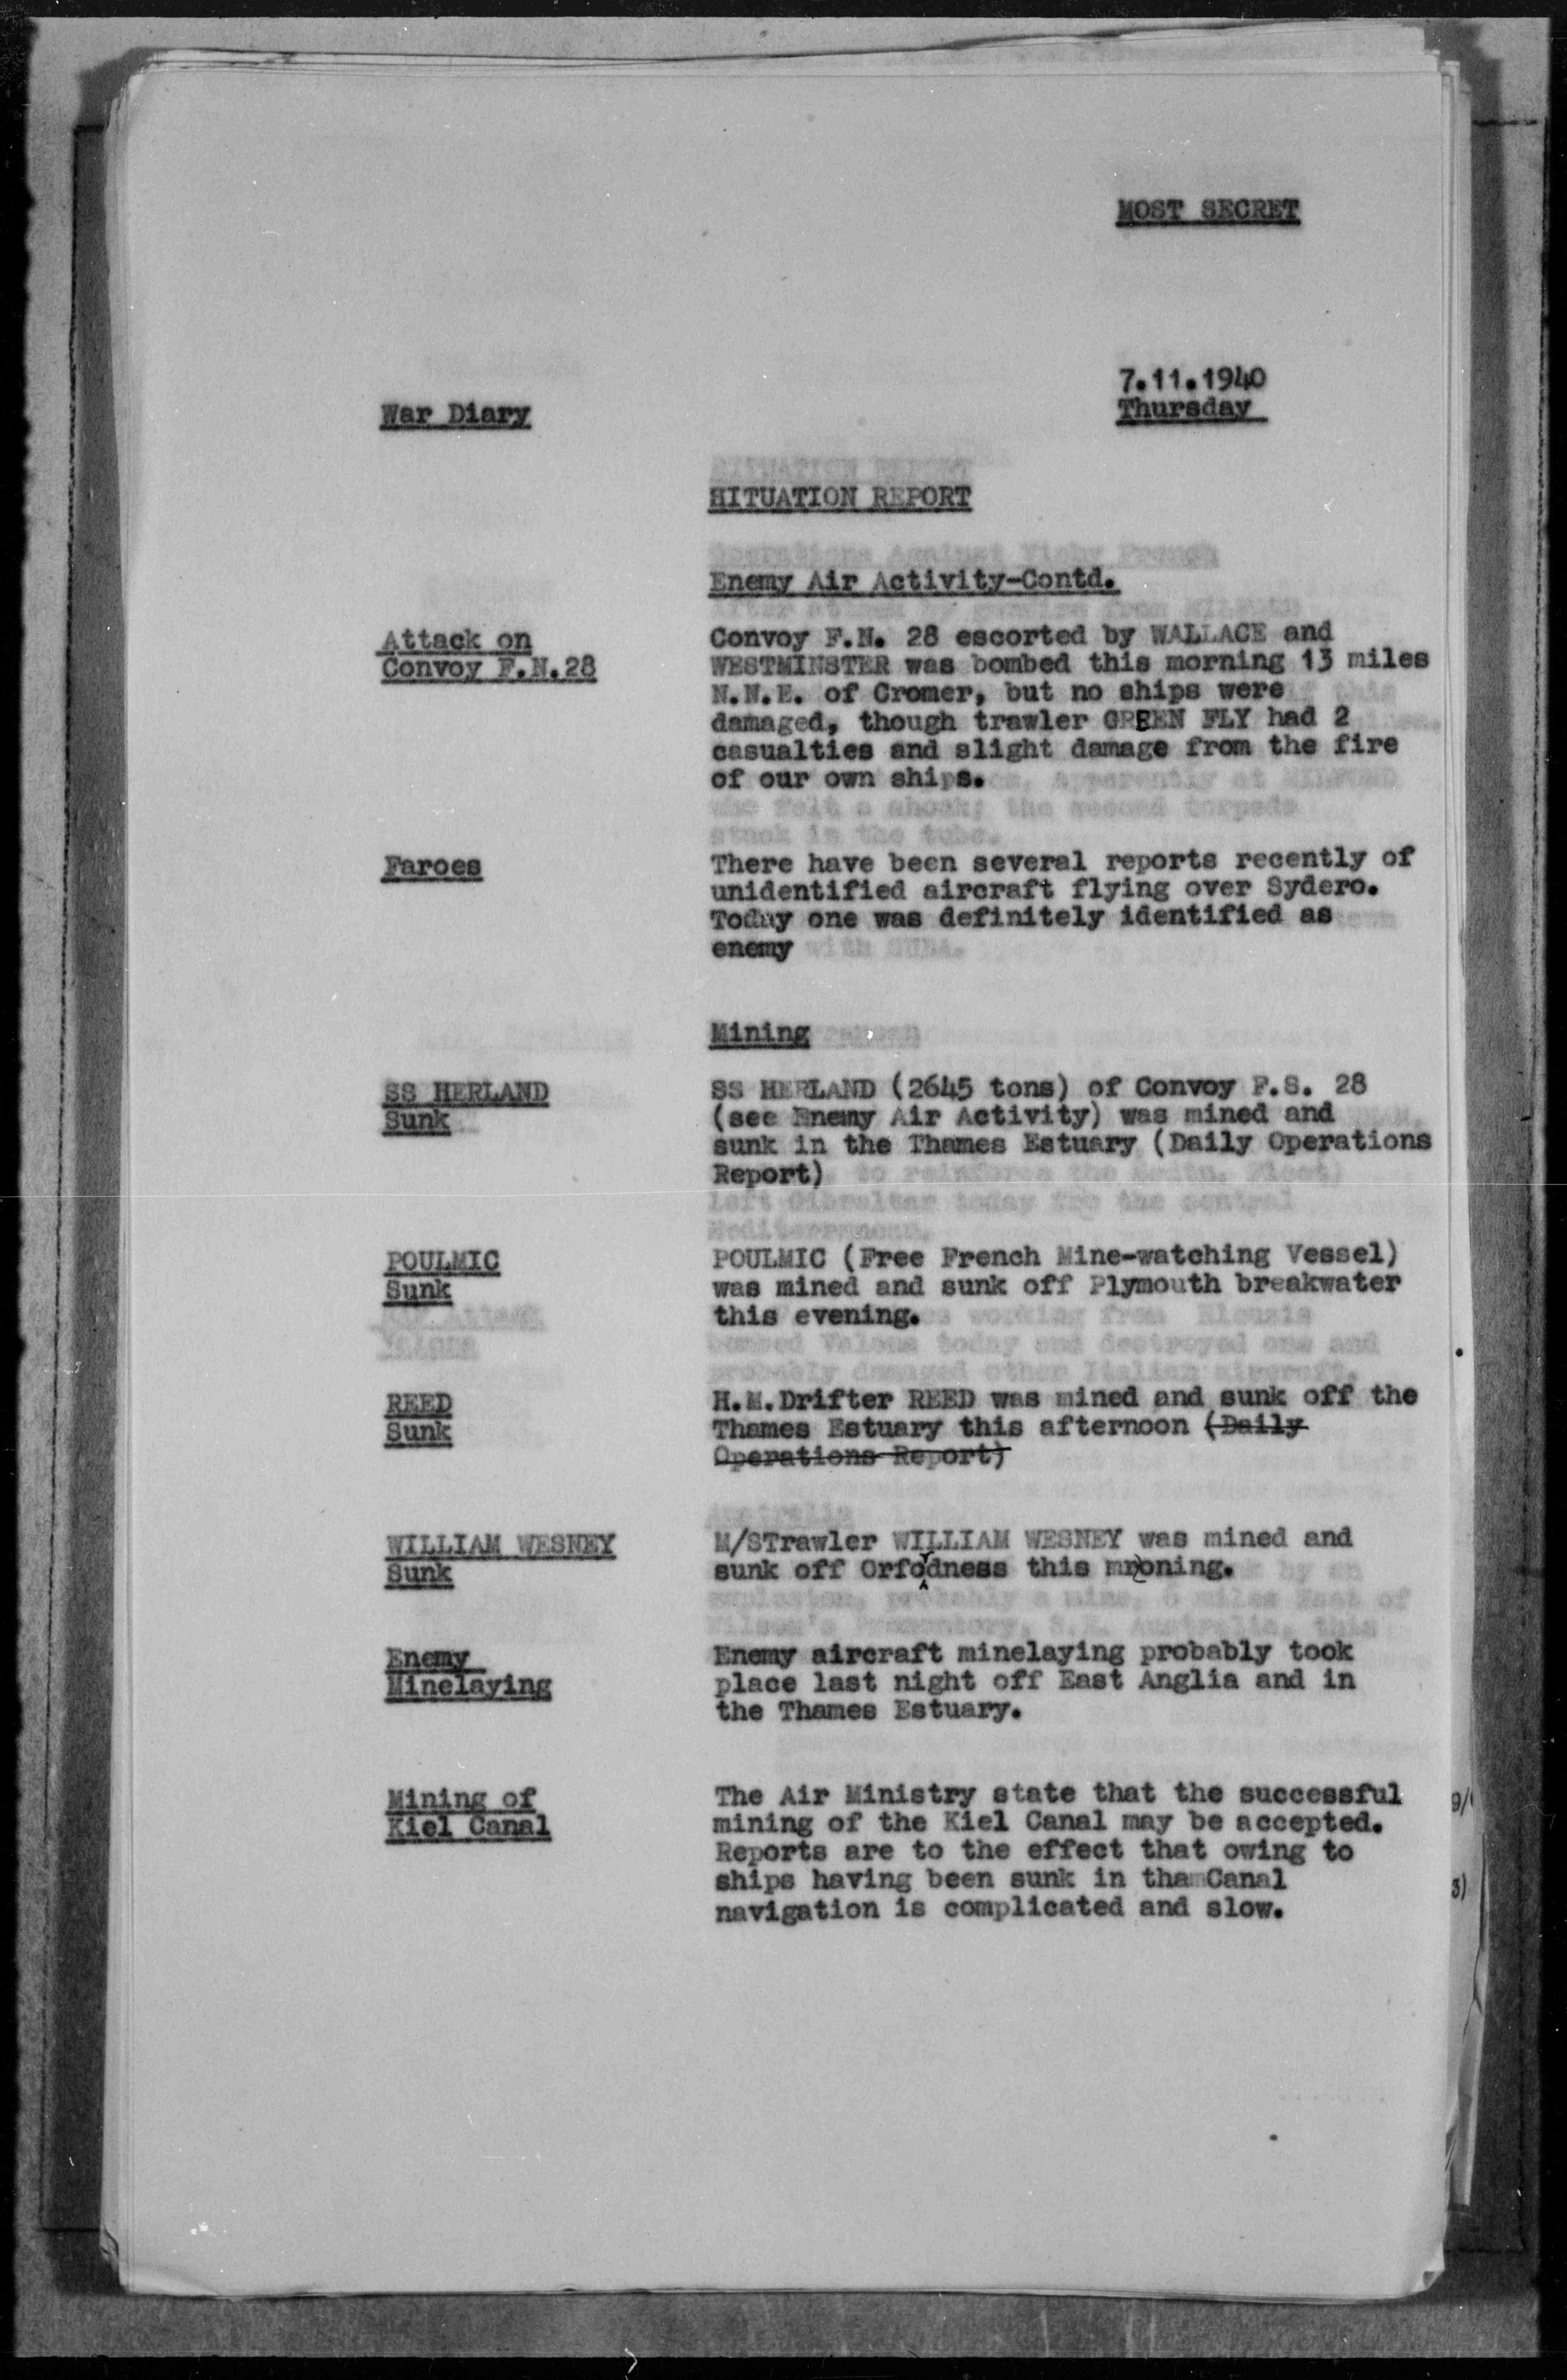 MOST SECRET
7.11.1940
War Diary
Thursday
SITUATION REPORT
Enemy Air Activity-Contd.
Attack on
Convoy F.N.28
Convoy F.N. 28 escorted by WALLACE and
WESTMINSTER was bombed this morning 13 miles
N.N.E. of Cromer, but no ships were
damaged, though trawler GREEN FLY had 2
casualties and slight damage from the fire
of our own ships.
Faroes
There have been several reports recently of
unidentified aircraft flying over Sydero.
Today one was definitely identified as
enemy
Mining
SS HERLAND
Sunk
SS HERLAND (2645 tons) of Convoy F.S. 28
(see Enemy Air Activity) was mined and
sunk in the Thames Estuary (Daily Operations
Report)
POULMIC
Sunk
POULMIC (Free French Mine-watching Vessel)
was mined and sunk off Plymouth breakwater
this evening.
REED
Sunk
H.M.Drifter REED was mined and sunk off the
Thames Estuary this afternoon (Daily
Operations Report)
WILLIAM WESNEY
Sunk
M/STrawler WILLIAM WESNEY was mined and
sunk off Orfordness this mroning.
Enemy
Minelaying
Enemy aircraft minelaying probably took
place last night off East Anglia and in
the Thames Estuary.
Mining of
Kiel Canal
The Air Ministry state that the successful
mining of the Kiel Canal may be accepted.
Reports are to the effect that owing to
ships having been sunk in tham Canal
navigation is complicated and slow.